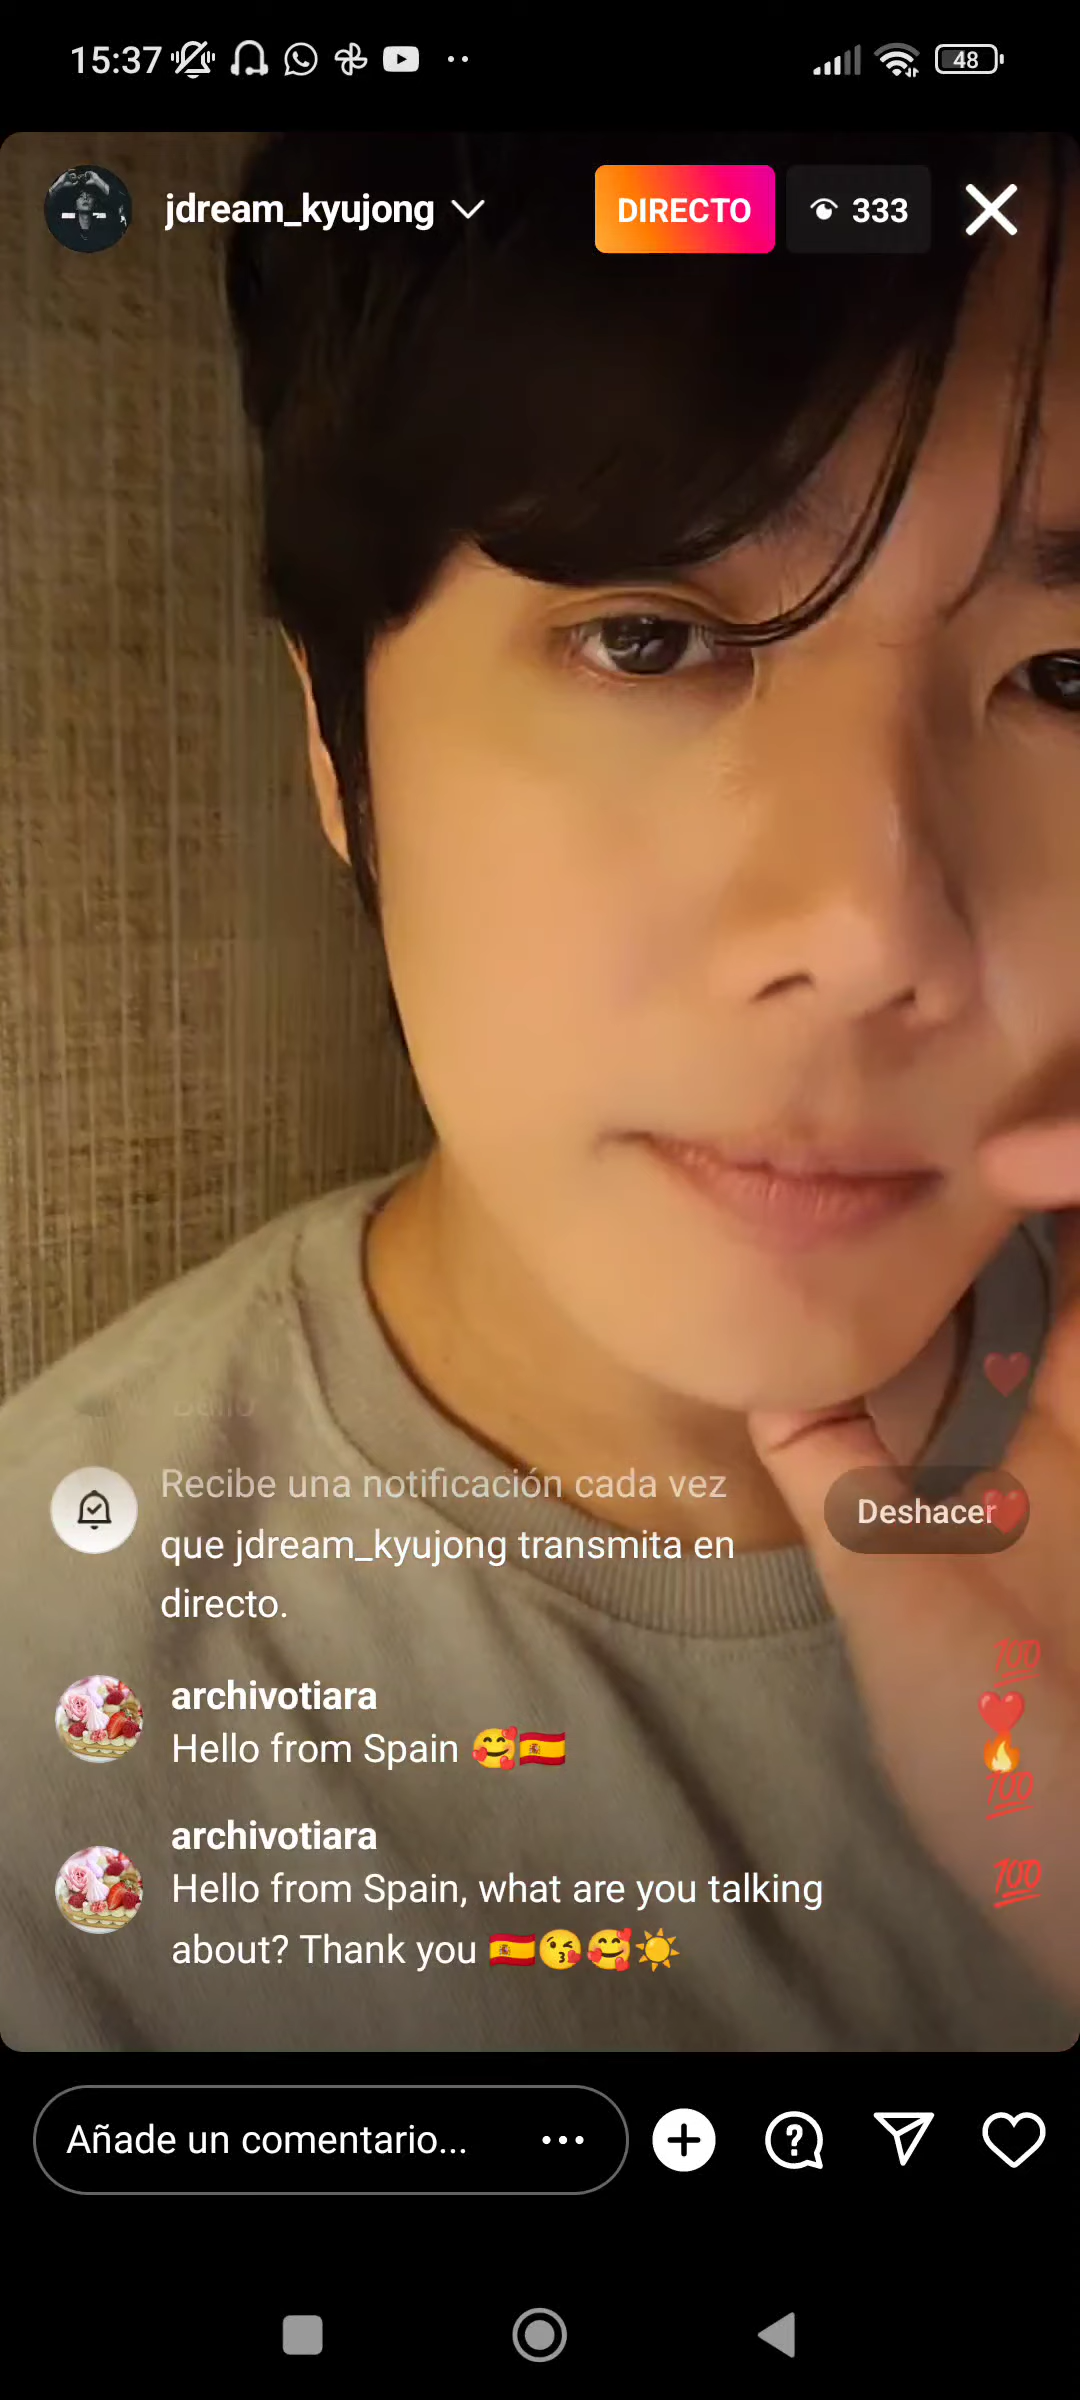 15:37
48
jdream_kyujong
DIRECTO
333
Recibe una notificación cada vez
que jdream_kyujong transmita en
directo.
Deshacer
archivotiara
Hello from Spain 🥰🇪🇸
archivotiara
Hello from Spain, what are you talking
about? Thank you 🇪🇸😘🥰☀️
💯
💯
💯
Añade un comentario...